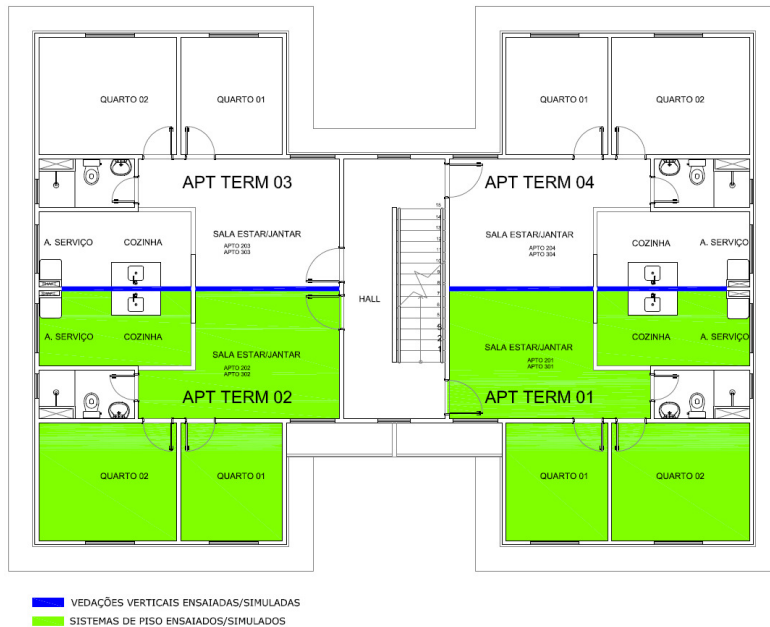 QUARTO 02
QUARTO 01
QUARTO 01
QUARTO 02
APT TERM 03
APT TERM 04
SALA ESTAR/JANTAR
APTO 203
APTO 303
SALA ESTAR/JANTAR
APTO 204
APTO 304
A. SERVIÇO
COZINHA
COZINHA
A. SERVIÇO
HALL
A. SERVIÇO
COZINHA
COZINHA
A. SERVIÇO
SALA ESTAR/JANTAR
APTO 202
APTO 302
SALA ESTAR/JANTAR
APTO 201
APTO 301
APT TERM 02
APT TERM 01
QUARTO 02
QUARTO 01
QUARTO 01
QUARTO 02
VEDAÇÕES VERTICAIS ENSAIADAS/SIMULADAS
SISTEMAS DE PISO ENSAIADOS/SIMULADOS